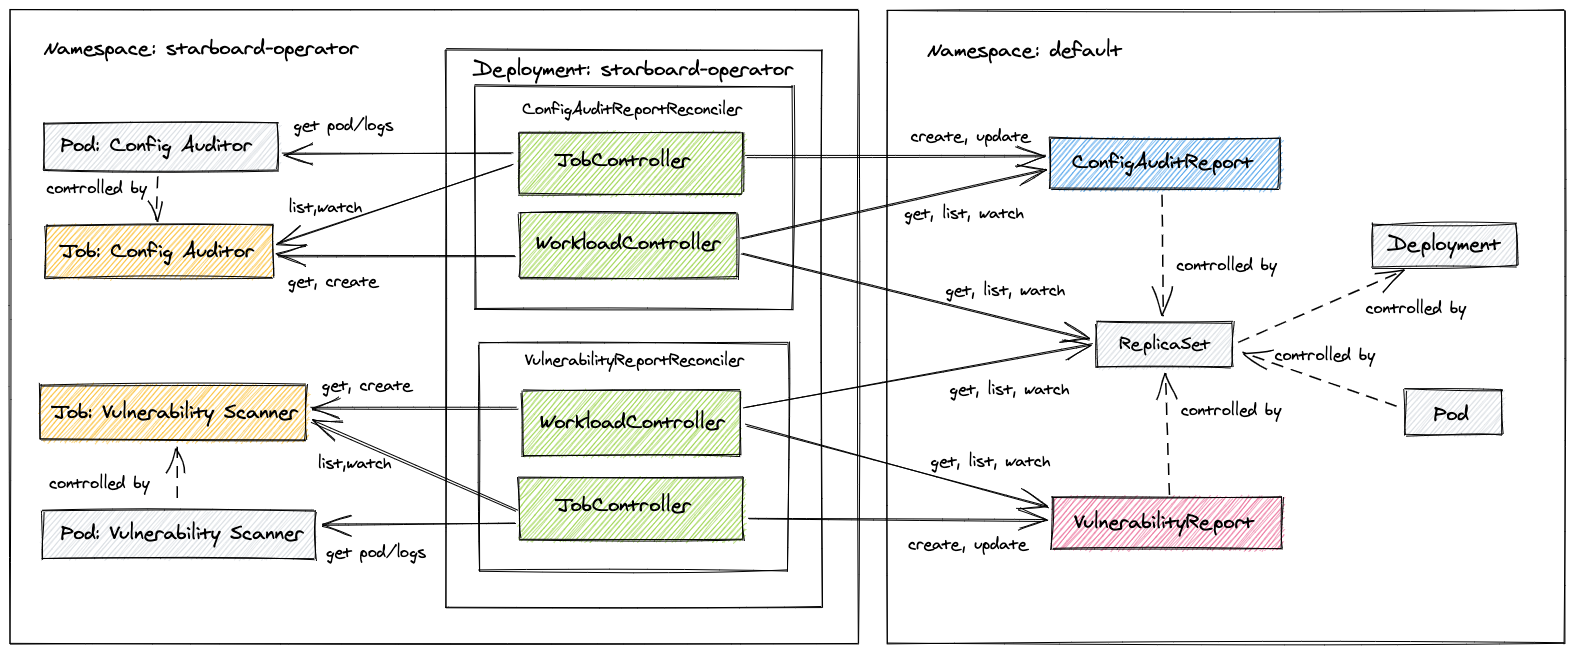 Namespace: starboard-operator
Deployment: starboard-operator
ConfigAuditReportReconciler
get pod/logs
Pod: Config Auditor
JobController
controlled by
list,watch
WorkloadController
Job: Config Auditor
get, create
VulnerabilityReportReconciler
get, create
Job: Vulnerability Scanner
WorkloadController
list,watch
controlled by
JobController
Pod: Vulnerability Scanner
get pod/logs
Namespace: default
create, update
ConfigAuditReport
get, list, watch
Deployment
controlled by
get, list, watch
controlled by
ReplicaSet
controlled by
get, list, watch
controlled by
Pod
get, list, watch
VulnerabilityReport
create, update